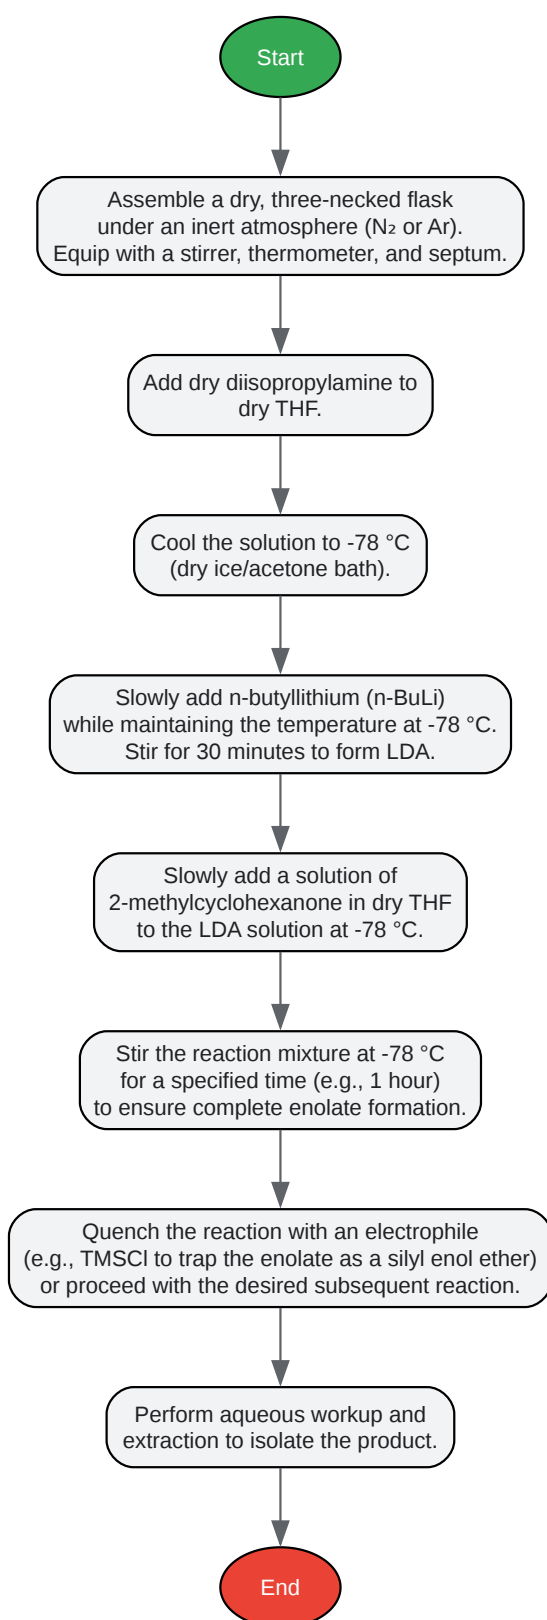 Start
Assemble a dry, three-necked flask
under an inert atmosphere (N₂ or Ar).
Equip with a stirrer, thermometer, and septum.
Add dry diisopropylamine to
dry THF.
Cool the solution to -78 °C
(dry ice/acetone bath).
Slowly add n-butyllithium (n-BuLi)
while maintaining the temperature at -78 °C.
Stir for 30 minutes to form LDA.
Slowly add a solution of
2-methylcyclohexanone in dry THF
to the LDA solution at -78 °C.
Stir the reaction mixture at -78 °C
for a specified time (e.g., 1 hour)
to ensure complete enolate formation.
Quench the reaction with an electrophile
(e.g., TMSCl to trap the enolate as a silyl enol ether)
or proceed with the desired subsequent reaction.
Perform aqueous workup and
extraction to isolate the product.
End